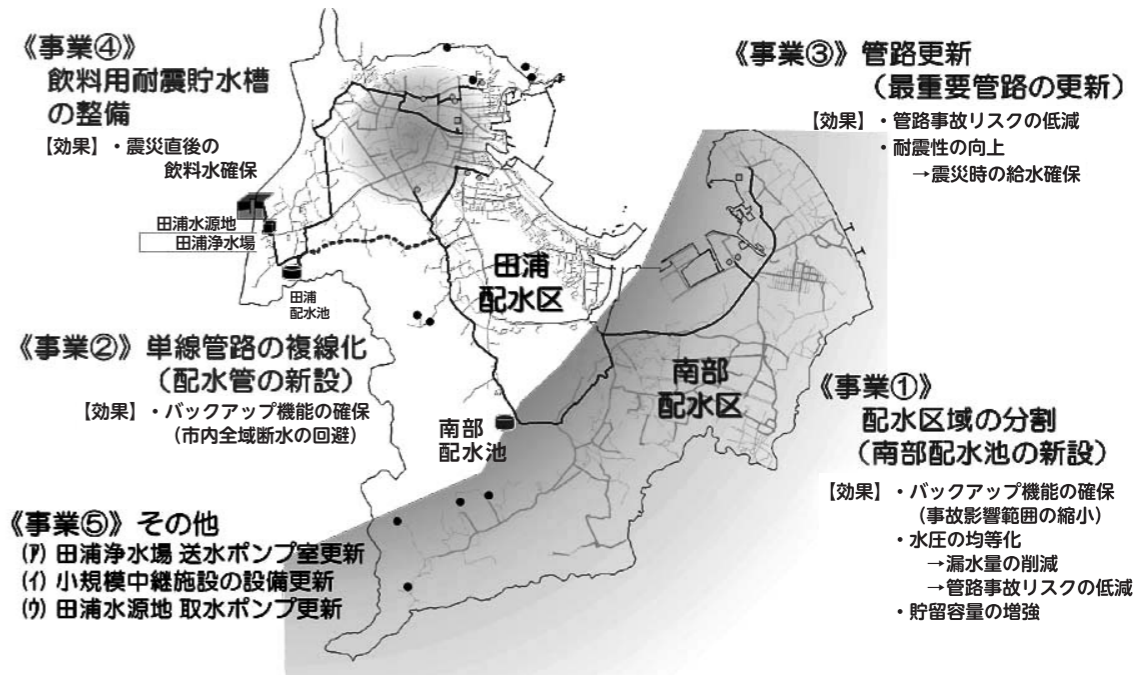 《事業④》
飲料用耐震貯水槽
の整備
【効果】・震災直後の
飲料水確保
田浦水源地
田浦浄水場
田浦
配水池
《事業②》単線管路の複線化
(配水管の新設)
【効果】・バックアップ機能の確保
(市内全域断水の回避)
《事業⑤》その他
(ｱ) 田浦浄水場 送水ポンプ室更新
(ｲ) 小規模中継施設の設備更新
(ｳ) 田浦水源地 取水ポンプ更新
田浦
配水区
南部
配水池
南部
配水区
《事業③》管路更新
(最重要管路の更新)
【効果】・管路事故リスクの低減
・耐震性の向上
→震災時の給水確保
《事業①》
配水区域の分割
(南部配水池の新設)
【効果】・バックアップ機能の確保
(事故影響範囲の縮小)
・水圧の均等化
→漏水量の削減
→管路事故リスクの低減
・貯留容量の増強